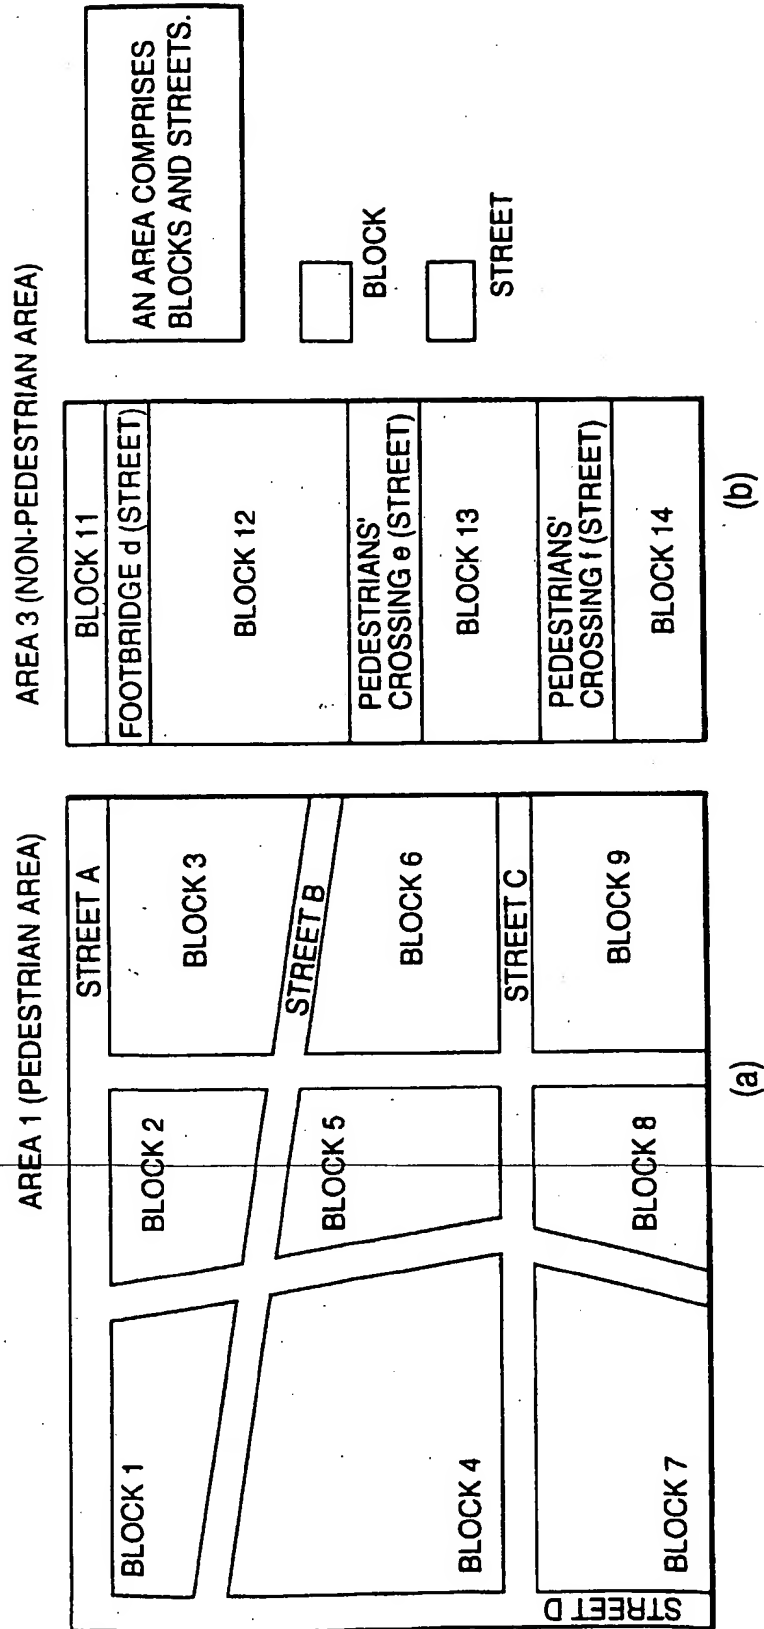 AREA 1 (PEDESTRIAN AREA)
STREET A
BLOCK 1
BLOCK 2
BLOCK 3
STREET B
BLOCK 4
BLOCK 5
BLOCK 6
STREET C
BLOCK 7
BLOCK 8
BLOCK 9
STREET D
(a)
AREA 3 (NON-PEDESTRIAN AREA)
BLOCK 11
FOOTBRIDGE d (STREET)
BLOCK 12
PEDESTRIANS'
CROSSING e (STREET)
BLOCK 13
PEDESTRIANS'
CROSSING f (STREET)
BLOCK 14
(b)
AN AREA COMPRISES
BLOCKS AND STREETS.
BLOCK
STREET